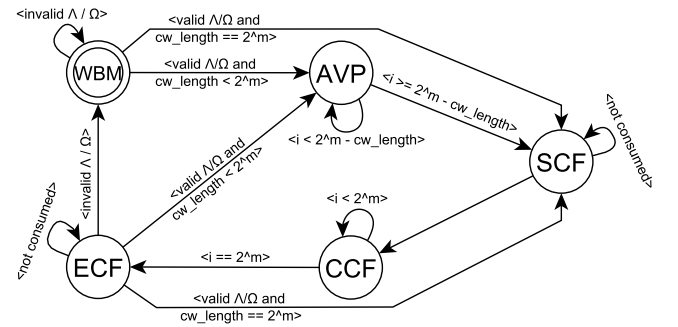 <invalid Λ / Ω>
<valid Λ/Ω and
cw_length == 2^m>
WBM
<valid Λ/Ω and
cw_length < 2^m>
AVP
<i >= 2^m - cw_length>
<i < 2^m - cw_length>
<not consumed>
SCF
<invalid Λ / Ω>
<valid Λ/Ω and
cw_length < 2^m>
<not consumed>
ECF
<i == 2^m>
<i < 2^m>
CCF
<valid Λ/Ω and
cw_length == 2^m>